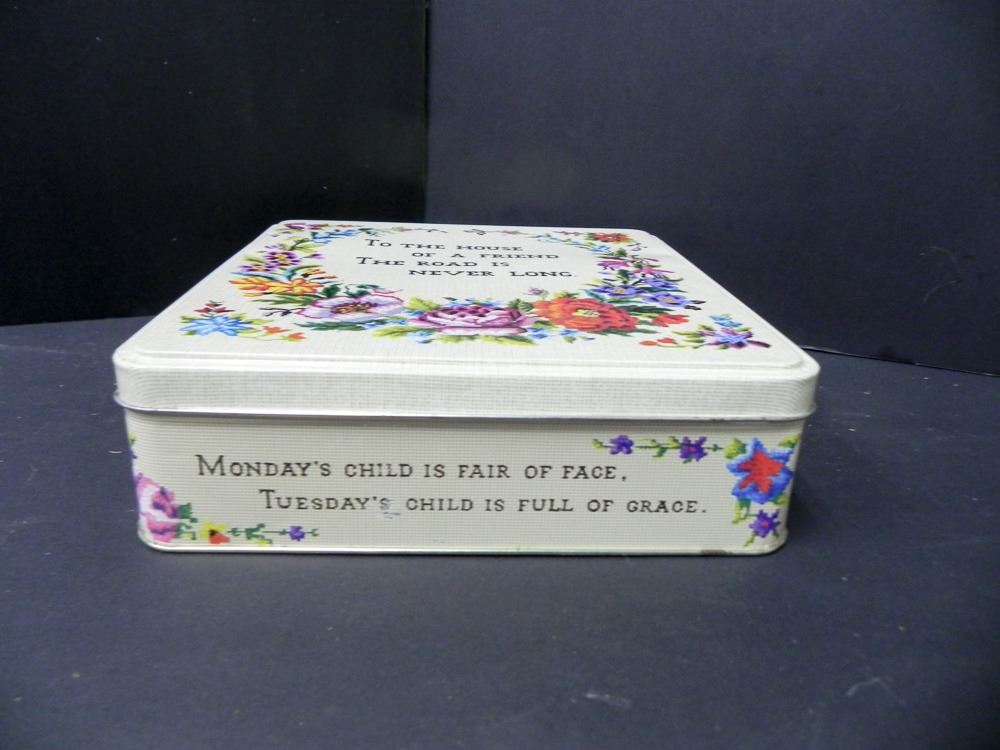 To the house
of a friend
The road is
never long.
Monday's child is fair of face,
Tuesday's child is full of grace.